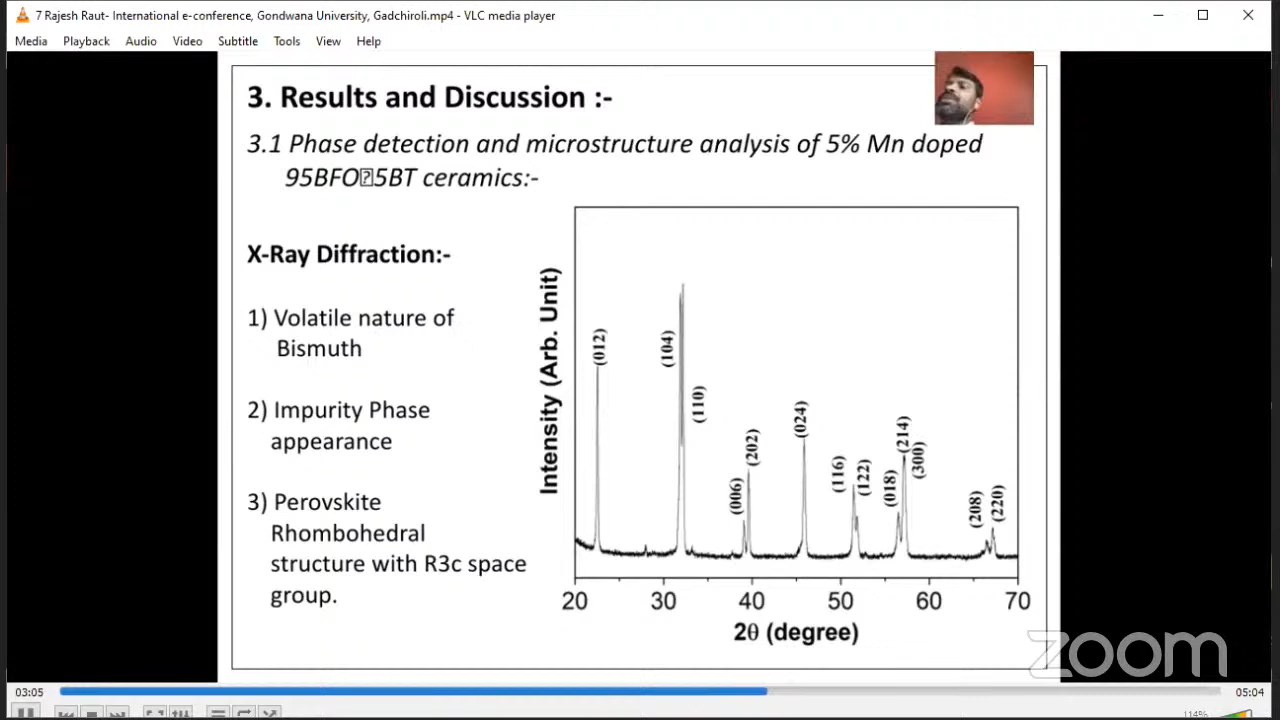 7 Rajesh Raut- International e-conference, Gondwana University, Gadchiroli.mp4 - VLC media player
Media Playback Audio Video Subtitle Tools View Help
3. Results and Discussion :-
3.1 Phase detection and microstructure analysis of 5% Mn doped
95BFO⍰5BT ceramics:-
X-Ray Diffraction:-
1) Volatile nature of
Bismuth
2) Impurity Phase
appearance
3) Perovskite
Rhombohedral
structure with R3c space
group.
Intensity (Arb. Unit)
(012)
(104)
(110)
(006)
(202)
(024)
(116)
(122)
(018)
(214)
(300)
(208)
(220)
20 30 40 50 60 70
2θ (degree)
zoom
03:05
05:04
114%